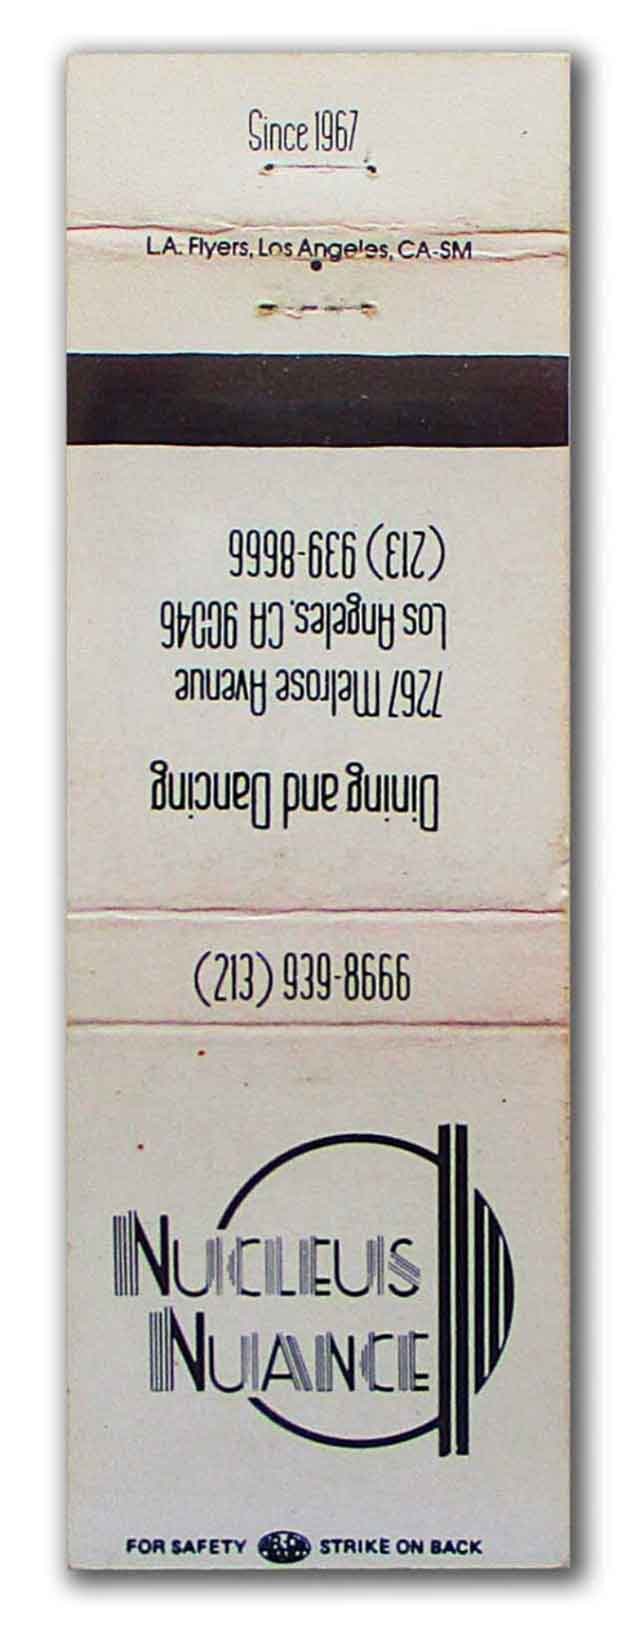 Since 1967
L.A. Flyers, Los Angeles, CA-SM
Dining and Dancing
7267 Melrose Avenue
Los Angeles, CA 90046
(213) 939-8666
(213) 939-8666
NUCLEUS
NUANCE
FOR SAFETY STRIKE ON BACK